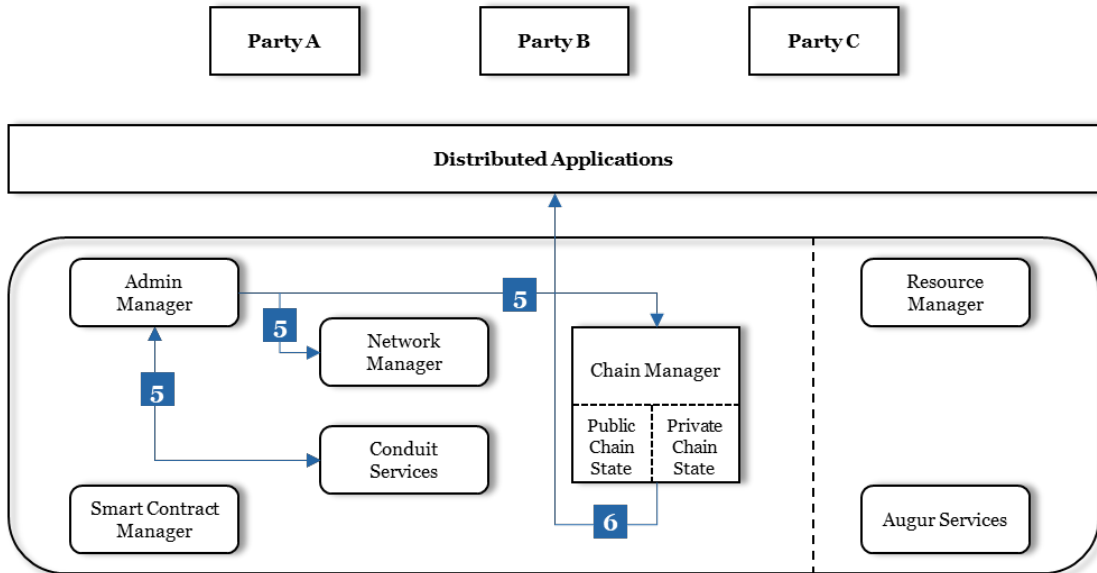 Party A
Party B
Party C
Distributed Applications
Admin
Manager
5
Resource
Manager
5
Network
Manager
Chain Manager
5
Public
Chain
State
Private
Chain
State
Conduit
Services
Smart Contract
Manager
6
Augur Services